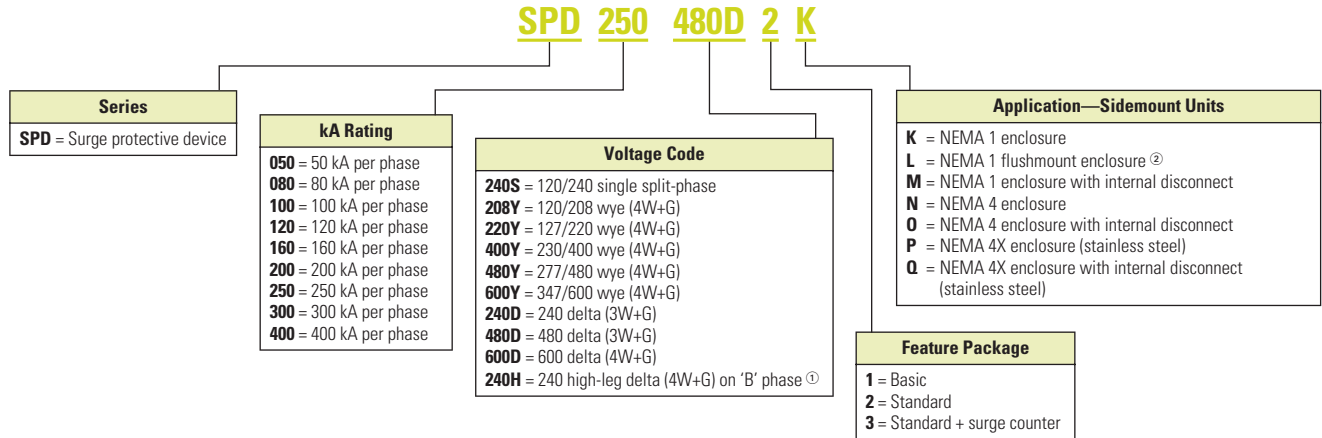 SPD 250 480D 2 K
Series
SPD = Surge protective device
kA Rating
050 = 50 kA per phase
080 = 80 kA per phase
100 = 100 kA per phase
120 = 120 kA per phase
160 = 160 kA per phase
200 = 200 kA per phase
250 = 250 kA per phase
300 = 300 kA per phase
400 = 400 kA per phase
Voltage Code
240S = 120/240 single split-phase
208Y = 120/208 wye (4W+G)
220Y = 127/220 wye (4W+G)
400Y = 230/400 wye (4W+G)
480Y = 277/480 wye (4W+G)
600Y = 347/600 wye (4W+G)
240D = 240 delta (3W+G)
480D = 480 delta (3W+G)
600D = 600 delta (4W+G)
240H = 240 high-leg delta (4W+G) on ‘B’ phase ①
Feature Package
1 = Basic
2 = Standard
3 = Standard + surge counter
Application—Sidemount Units
K = NEMA 1 enclosure
L = NEMA 1 flushmount enclosure ②
M = NEMA 1 enclosure with internal disconnect
N = NEMA 4 enclosure
O = NEMA 4 enclosure with internal disconnect
P = NEMA 4X enclosure (stainless steel)
Q = NEMA 4X enclosure with internal disconnect
(stainless steel)